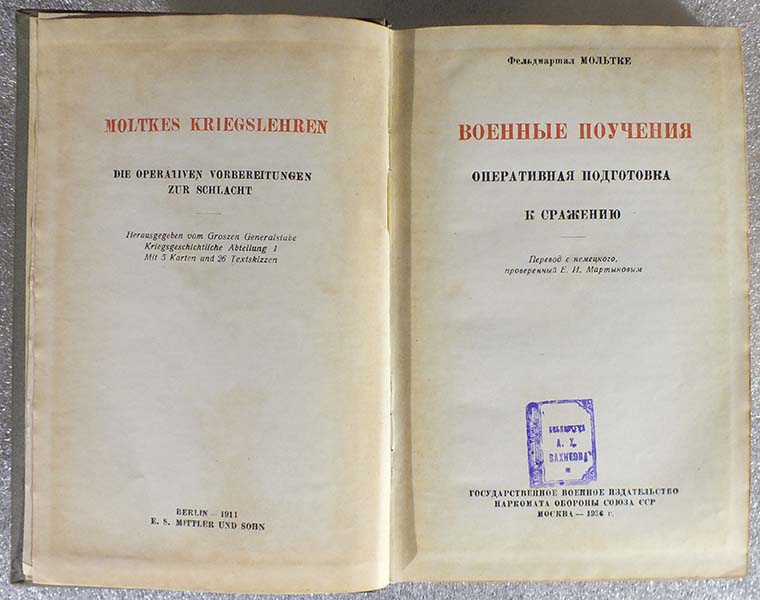 MOLTKES KRIEGSLEHREN
DIE OPERATIVEN VORBEREITUNGEN
ZUR SCHLACHT
Herausgegeben vom Groszen Generalstabe
Kriegsgeschichtliche Abteilung I
Mit 5 Karten und 26 Textskizzen
BERLIN — 1911
E. S. MITTLER UND SOHN
Фельдмартал МОЛЬТКЕ
ВОЕННЫЕ ПОУЧЕНИЯ
ОПЕРАТИВНАЯ ПОДГОТОВКА
К СРАЖЕНИЮ
Перевод с немецкого,
проверенный Е. И. Мартыновым
БИБЛИОТЕКА
А. Х.
ГОСУДАРСТВЕННОЕ ВОЕННОЕ ИЗДАТЕЛЬСТВО
НАРКОМАТА ОБОРОНЫ СОЮЗА ССР
МОСКВА — 1936 г.